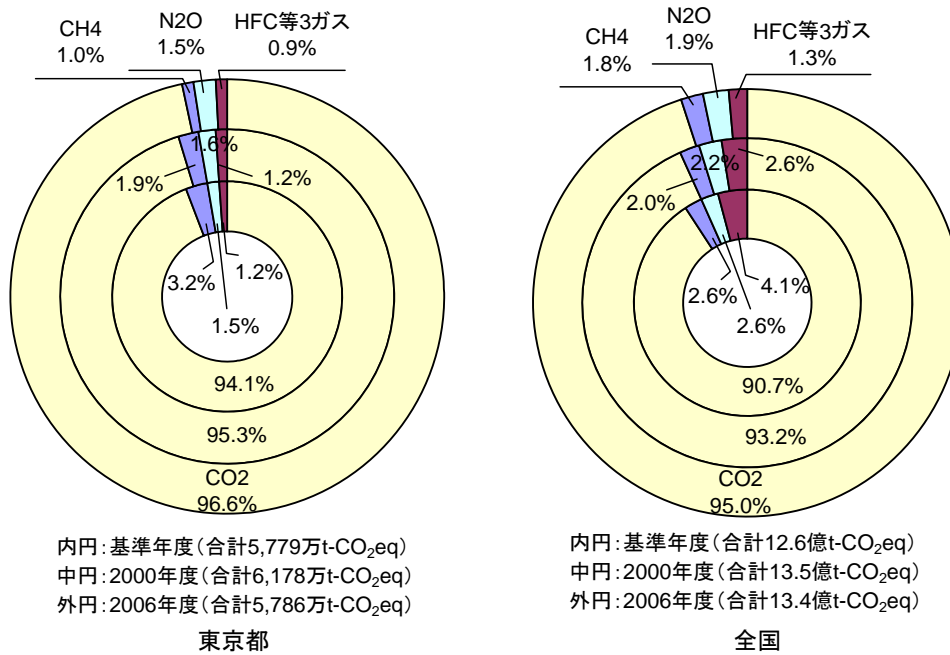 CH4
1.0%
N2O
1.5%
HFC等3ガス
0.9%
1.6%
1.9%
1.2%
3.2%
1.2%
1.5%
94.1%
95.3%
CO2
96.6%
内円：基準年度（合計5,779万t-CO₂eq）
中円：2000年度（合計6,178万t-CO₂eq）
外円：2006年度（合計5,786万t-CO₂eq）
東京都
CH4
1.8%
N2O
1.9%
HFC等3ガス
1.3%
2.2%
2.6%
2.0%
2.6%
4.1%
2.6%
90.7%
93.2%
CO2
95.0%
内円：基準年度（合計12.6億t-CO₂eq）
中円：2000年度（合計13.5億t-CO₂eq）
外円：2006年度（合計13.4億t-CO₂eq）
全国